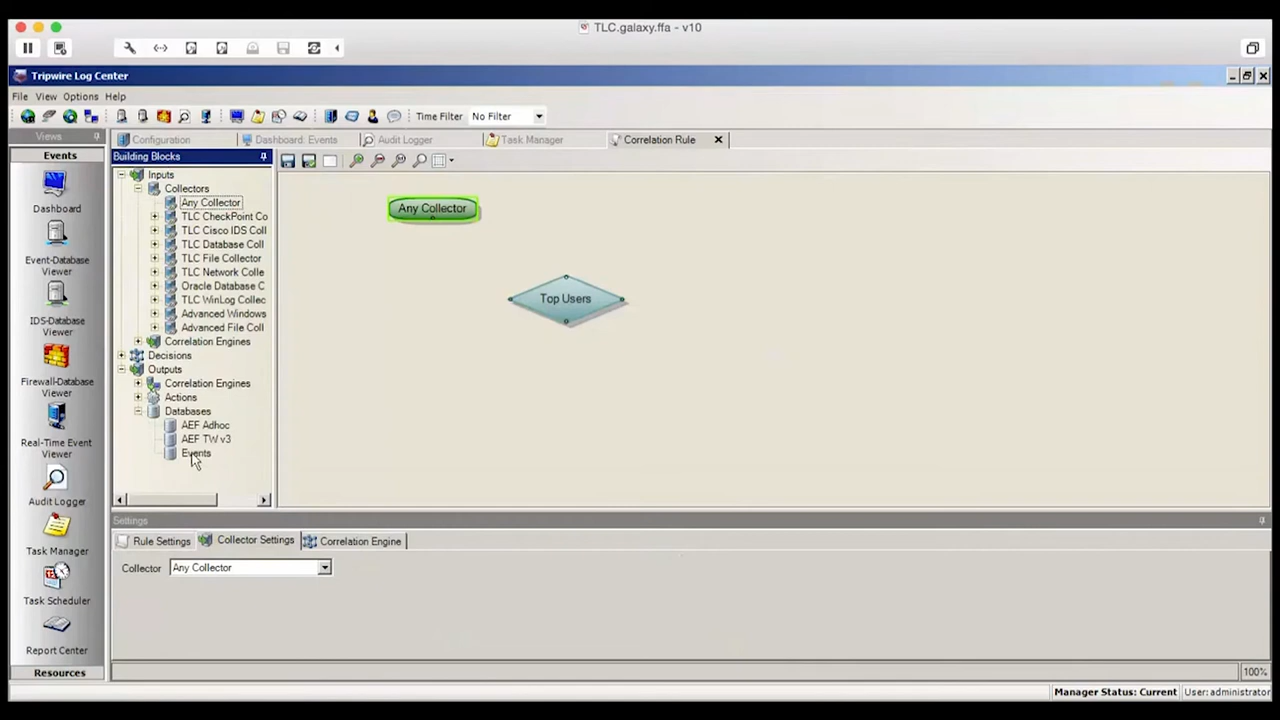 TLC.galaxy.ffa - v10
Tripwire Log Center
File View Options Help
Time Filter No Filter
Views
Configuration Dashboard: Events Audit Logger Task Manager Correlation Rule
Events
Dashboard
Event-Database
Viewer
IDS-Database
Viewer
Firewall-Database
Viewer
Real-Time Event
Viewer
Audit Logger
Task Manager
Task Scheduler
Report Center
Resources
Building Blocks
Inputs
Collectors
Any Collector
TLC CheckPoint Co
TLC Cisco IDS Coll
TLC Database Coll
TLC File Collector
TLC Network Colle
Oracle Database C
TLC WinLog Collec
Advanced Windows
Advanced File Coll
Correlation Engines
Decisions
Outputs
Correlation Engines
Actions
Databases
AEF Adhoc
AEF TW v3
Events
Any Collector
Top Users
Settings
Rule Settings Collector Settings Correlation Engine
Collector Any Collector
100%
Manager Status: Current User: administrator